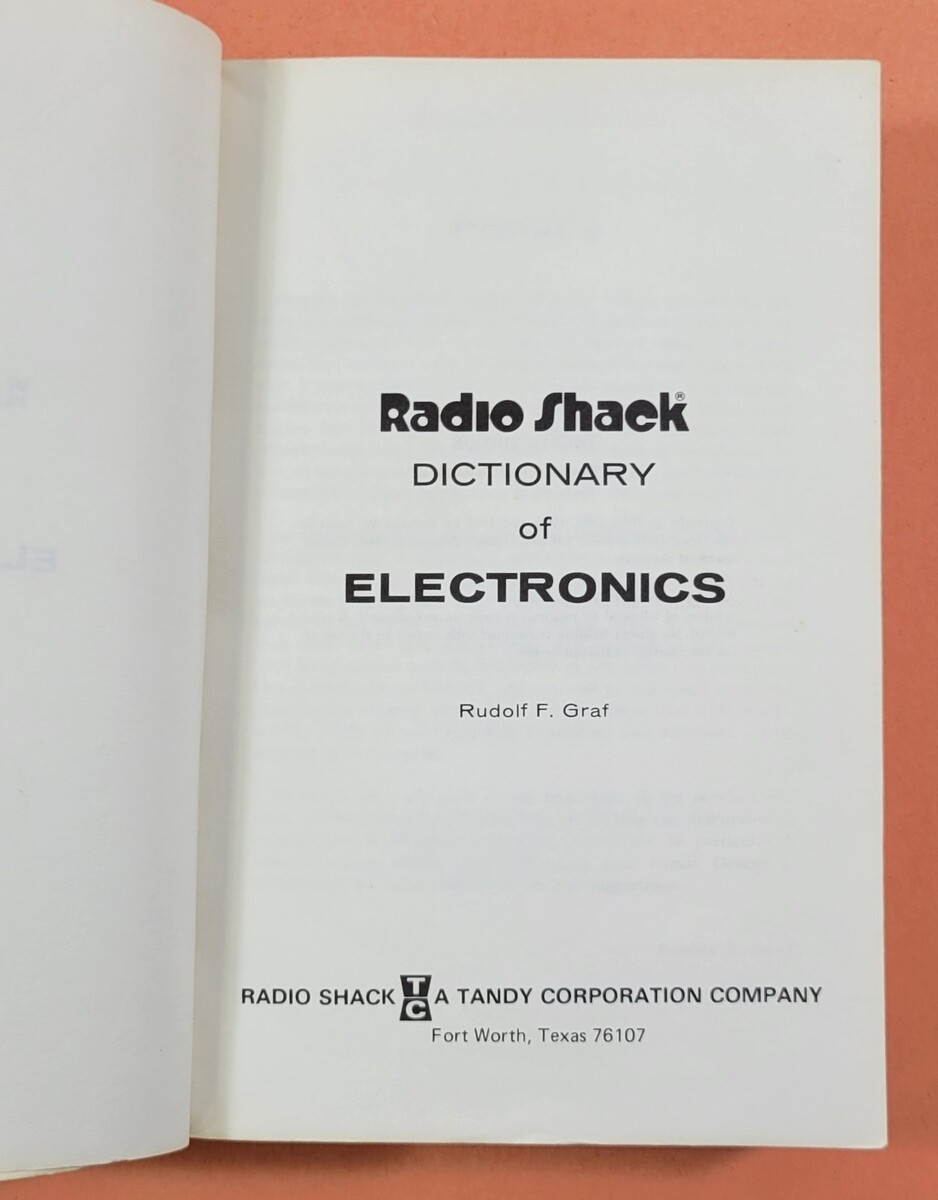 Radio Shack®
DICTIONARY
of
ELECTRONICS
Rudolf F. Graf
RADIO SHACK TC A TANDY CORPORATION COMPANY
Fort Worth, Texas 76107